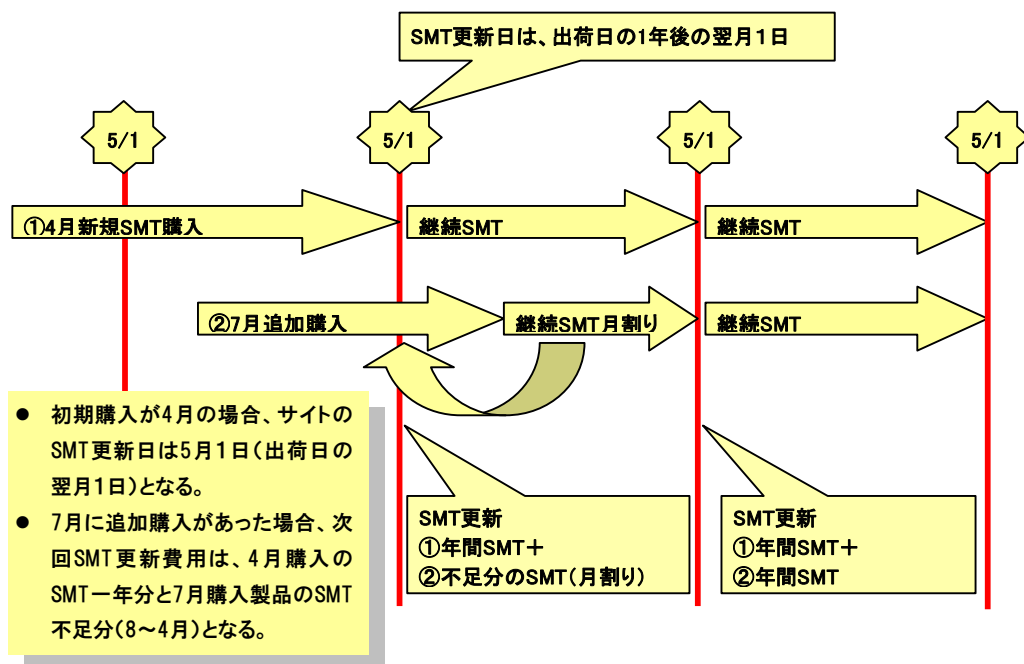 SMT更新日は、出荷日の1年後の翌月1日
5/1
5/1
5/1
5/1
①4月新規SMT購入
継続SMT
継続SMT
②7月追加購入
継続SMT月割り
継続SMT
● 初期購入が4月の場合、サイトの
SMT更新日は5月1日(出荷日の
翌月1日)となる。
● 7月に追加購入があった場合、次
回SMT更新費用は、4月購入の
SMT一年分と7月購入製品のSMT
不足分(8～4月)となる。
SMT更新
①年間SMT＋
②不足分のSMT(月割り)
SMT更新
①年間SMT＋
②年間SMT